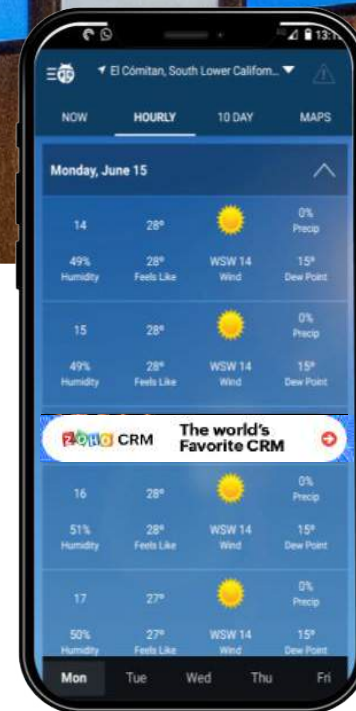 13:1
El Cómitan, South Lower Californ...
NOW HOURLY 10 DAY MAPS
Monday, June 15
14 28° 0%
Precip
49% 28° WSW 14 15°
Humidity Feels Like Wind Dew Point
15 28° 0%
Precip
49% 28° WSW 14 15°
Humidity Feels Like Wind Dew Point
ZOHO CRM The world's
Favorite CRM
16 28° 0%
Precip
51% 28° WSW 14 15°
Humidity Feels Like Wind Dew Point
17 27° 0%
Precip
50% 27° WSW 14 15°
Humidity Feels Like Wind Dew Point
Mon Tue Wed Thu Fri